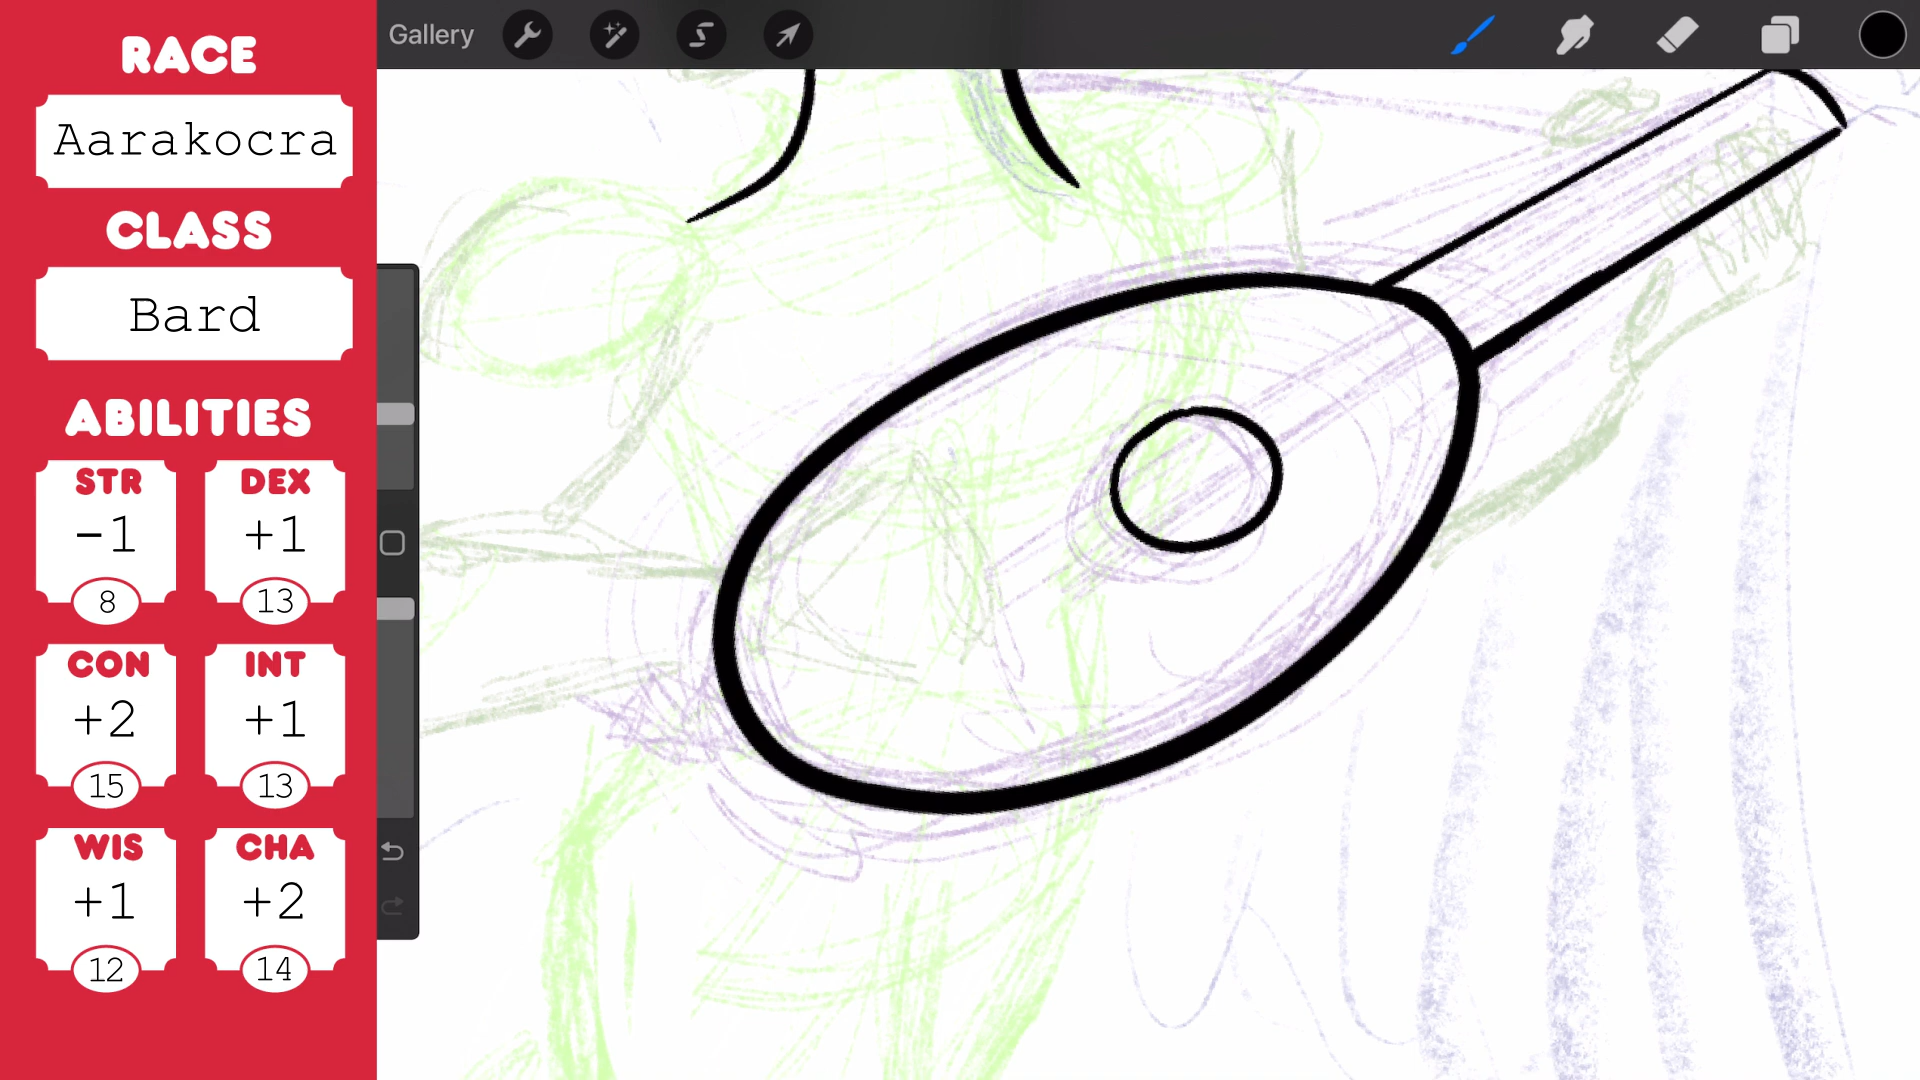 RACE
Aarakocra
CLASS
Bard
ABILITIES
STR DEX
-1 +1
8 13
CON INT
+2 +1
15 13
WIS CHA
+1 +2
12 14
Gallery